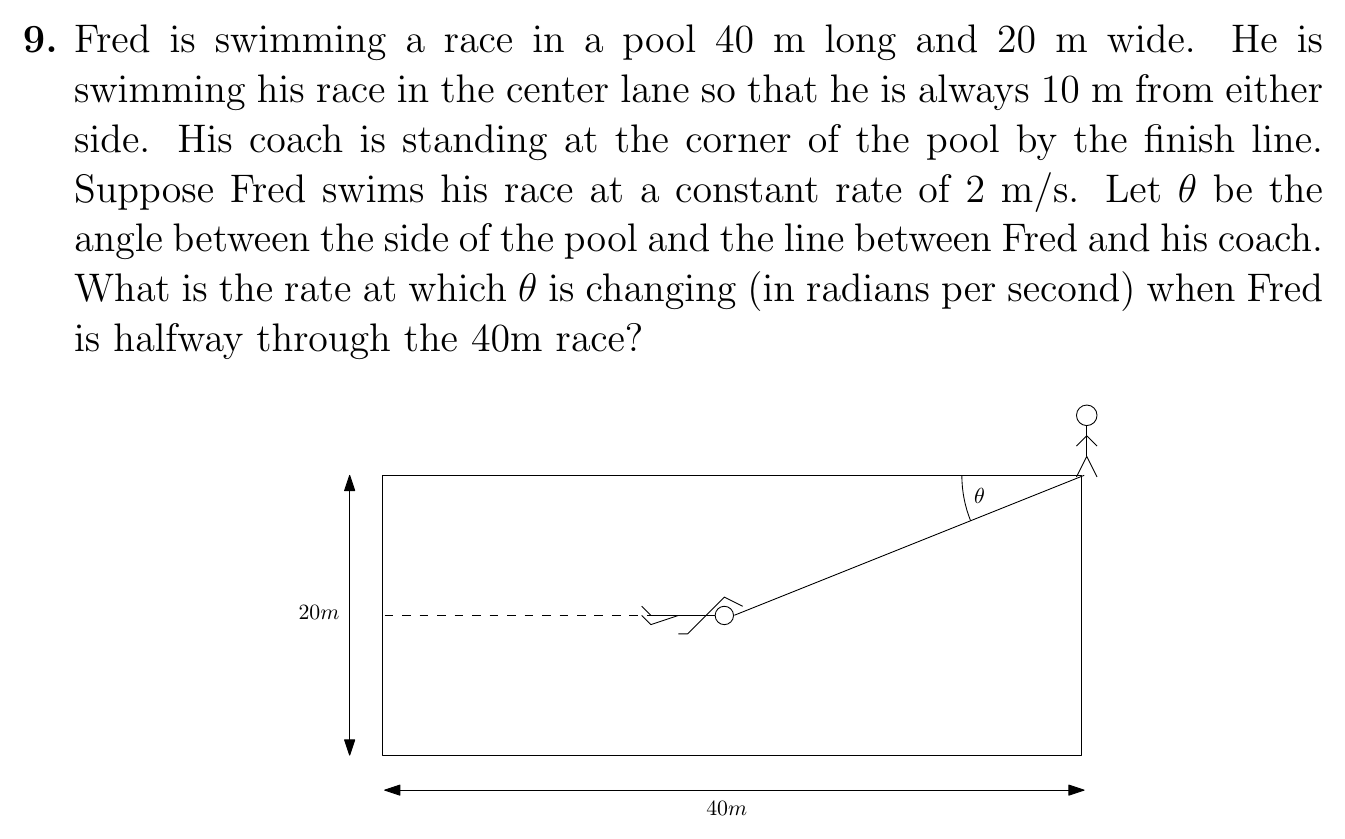 9. Fred is swimming a race in a pool 40 m long and 20 m wide. He is
swimming his race in the center lane so that he is always 10 m from either
side. His coach is standing at the corner of the pool by the finish line.
Suppose Fred swims his race at a constant rate of 2 m/s. Let θ be the
angle between the side of the pool and the line between Fred and his coach.
What is the rate at which θ is changing (in radians per second) when Fred
is halfway through the 40m race?
θ
20m
40m